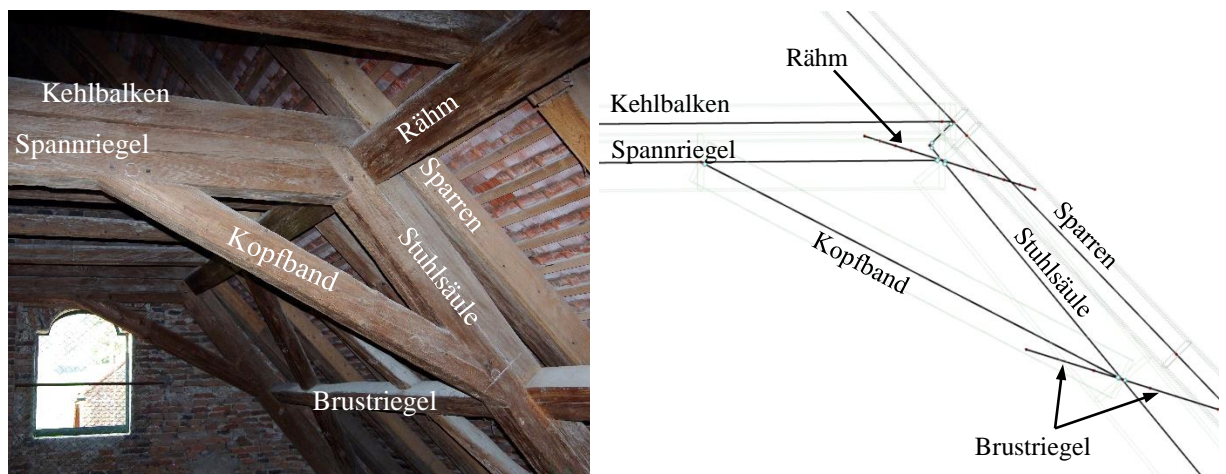 Kehlbalken
Spannriegel
Rähm
Sparren
Kopfband
Stuhlsäule
Brustriegel
Rähm
Kehlbalken
Spannriegel
Sparren
Kopfband
Stuhlsäule
Brustriegel